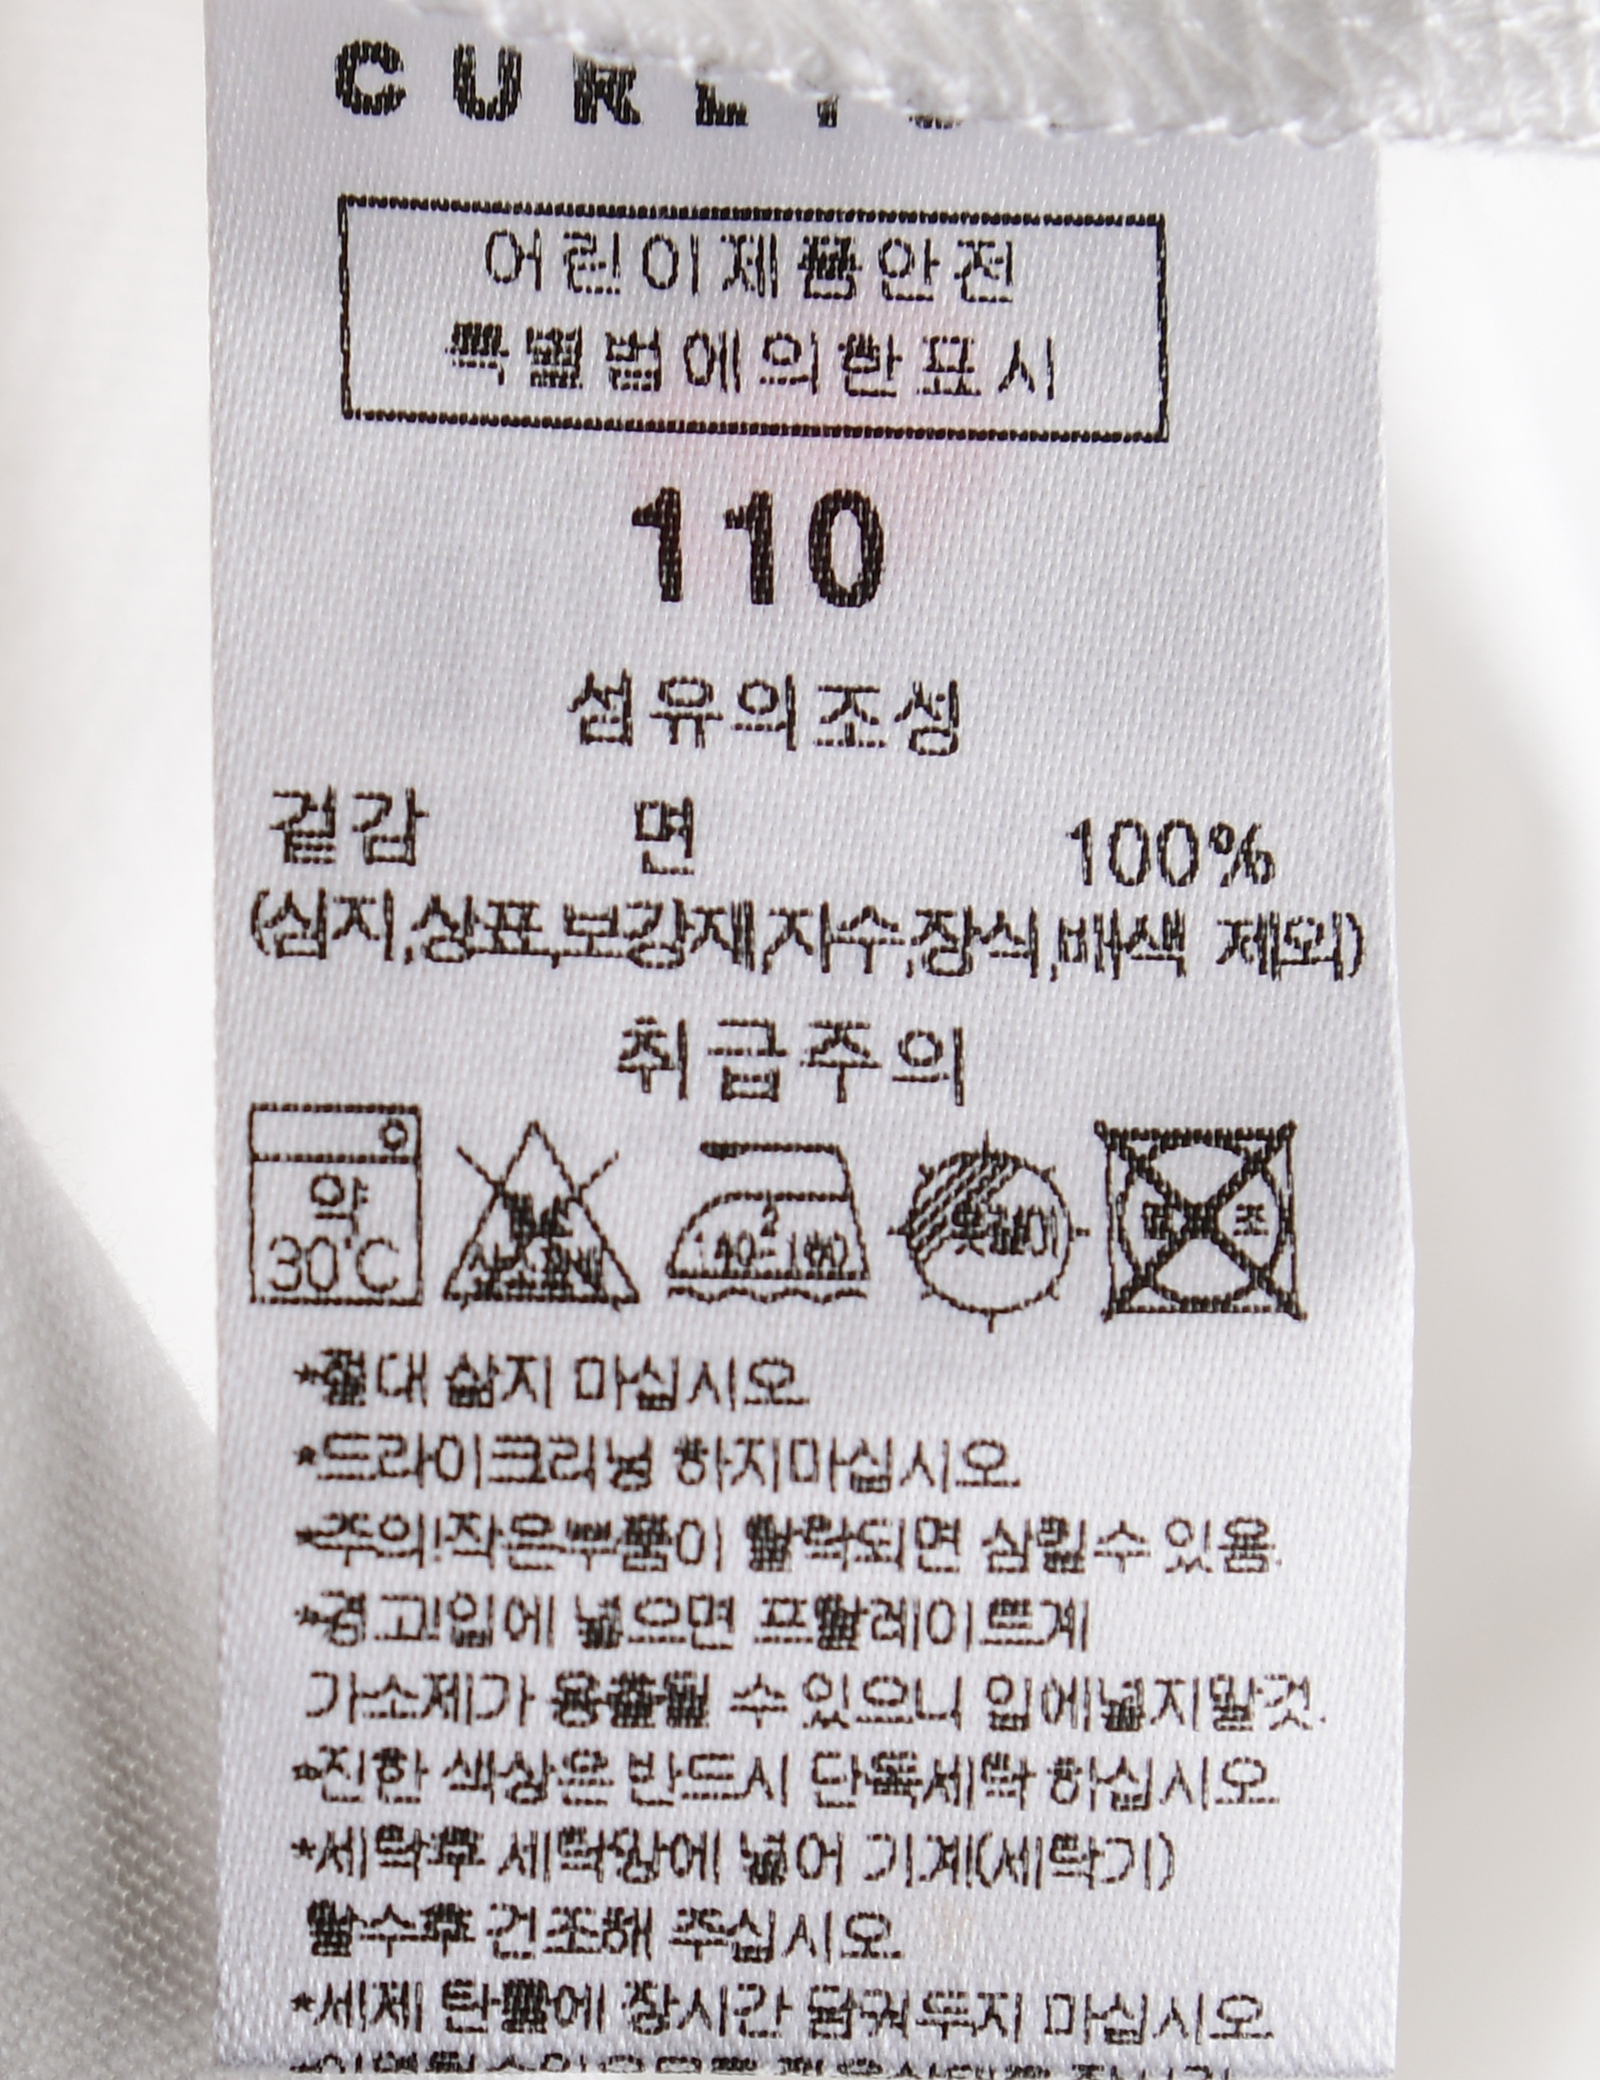 어린이제품안전
특별법에의한표시
110
섬유의조성
겉감 면 100%
(심지,상표,보강재,자수,장식,배색 제외)
취급주의
약
30°C
2
140-160
옷걸이
*절대 삶지 마십시오
*드라이크리닝 하지마십시오
*주의!작은부품이 탈락되면 삼킬수있음.
*경고!입에 넣으면 프탈레이트계
가소제가 용출될 수있으니 입에넣지말것.
*진한 색상은 반드시 단독세탁 하십시오
*세탁후 세탁망에 넣어 기계(세탁기)
탈수후 건조해 주십시오
*세제 탄물에 장시간 담궈두지 마십시오